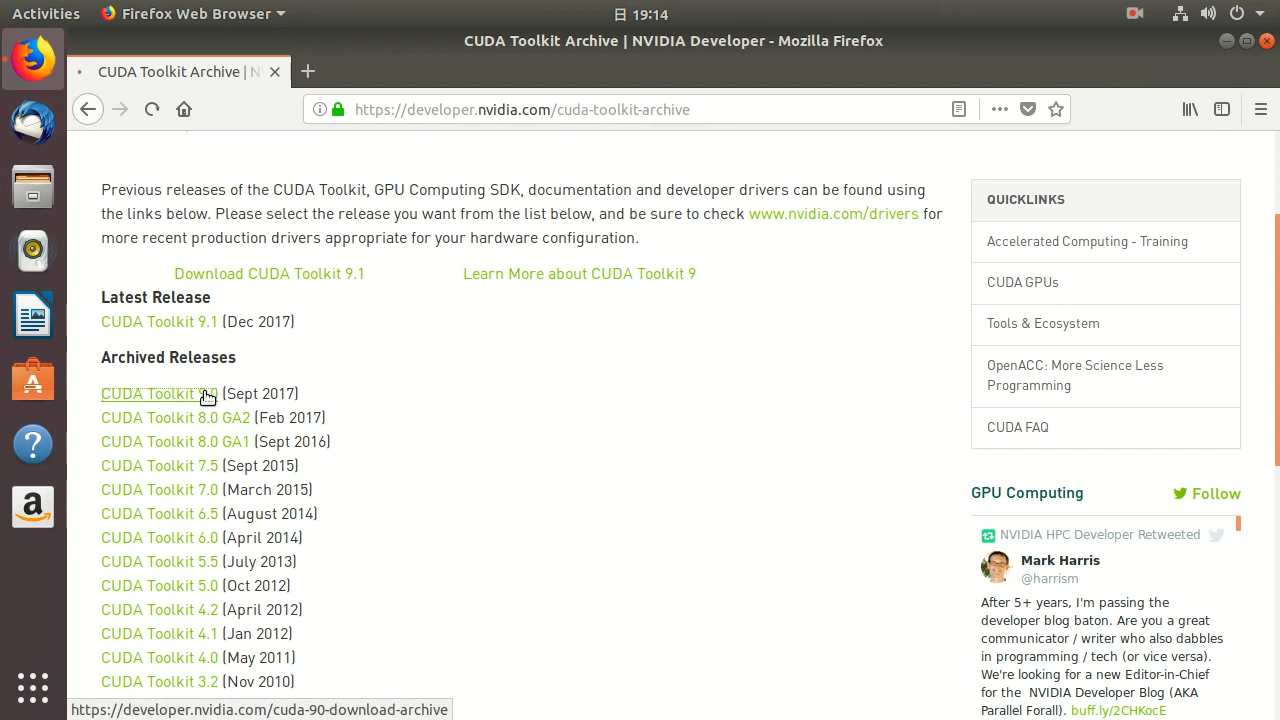 Activities
Firefox Web Browser
日 19:14
CUDA Toolkit Archive | NVIDIA Developer - Mozilla Firefox
CUDA Toolkit Archive | N
https://developer.nvidia.com/cuda-toolkit-archive
Previous releases of the CUDA Toolkit, GPU Computing SDK, documentation and developer drivers can be found using
the links below. Please select the release you want from the list below, and be sure to check www.nvidia.com/drivers for
more recent production drivers appropriate for your hardware configuration.
Download CUDA Toolkit 9.1
Learn More about CUDA Toolkit 9
Latest Release
CUDA Toolkit 9.1 (Dec 2017)
Archived Releases
CUDA Toolkit 9.0 (Sept 2017)
CUDA Toolkit 8.0 GA2 (Feb 2017)
CUDA Toolkit 8.0 GA1 (Sept 2016)
CUDA Toolkit 7.5 (Sept 2015)
CUDA Toolkit 7.0 (March 2015)
CUDA Toolkit 6.5 (August 2014)
CUDA Toolkit 6.0 (April 2014)
CUDA Toolkit 5.5 (July 2013)
CUDA Toolkit 5.0 (Oct 2012)
CUDA Toolkit 4.2 (April 2012)
CUDA Toolkit 4.1 (Jan 2012)
CUDA Toolkit 4.0 (May 2011)
CUDA Toolkit 3.2 (Nov 2010)
https://developer.nvidia.com/cuda-90-download-archive
QUICKLINKS
Accelerated Computing - Training
CUDA GPUs
Tools & Ecosystem
OpenACC: More Science Less
Programming
CUDA FAQ
GPU Computing
Follow
NVIDIA HPC Developer Retweeted
Mark Harris
@harrism
After 5+ years, I'm passing the
developer blog baton. Are you a great
communicator / writer who also dabbles
in programming / tech (or vice versa).
We're looking for a new Editor-in-Chief
for the NVIDIA Developer Blog (AKA
Parallel Forall). buff.ly/2CHKocE